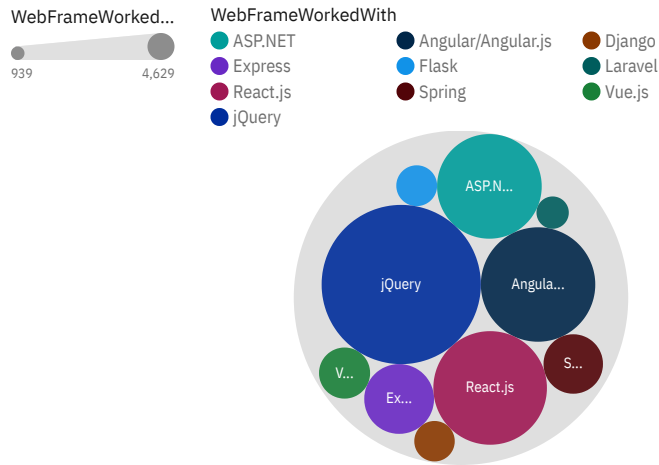 WebFrameWorked...
939
4,629
WebFrameWorkedWith
ASP.NET
Angular/Angular.js
Django
Express
Flask
Laravel
React.js
Spring
Vue.js
jQuery
ASP.N...
jQuery
Angula...
S...
V...
React.js
Ex...